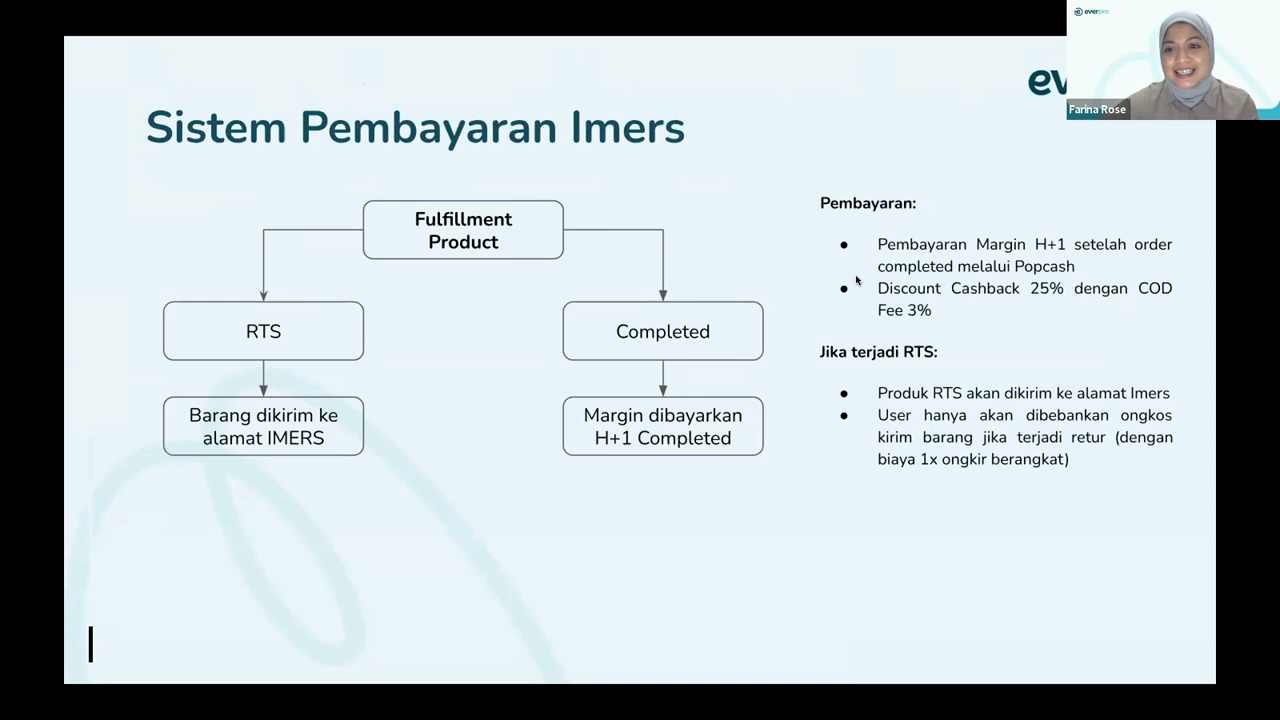 everpro
Farina Rose
ev
Sistem Pembayaran Imers
Fulfillment
Product
RTS
Completed
Barang dikirim ke
alamat IMERS
Margin dibayarkan
H+1 Completed
Pembayaran:
● Pembayaran Margin H+1 setelah order
completed melalui Popcash
● Discount Cashback 25% dengan COD
Fee 3%
Jika terjadi RTS:
● Produk RTS akan dikirim ke alamat Imers
● User hanya akan dibebankan ongkos
kirim barang jika terjadi retur (dengan
biaya 1x ongkir berangkat)